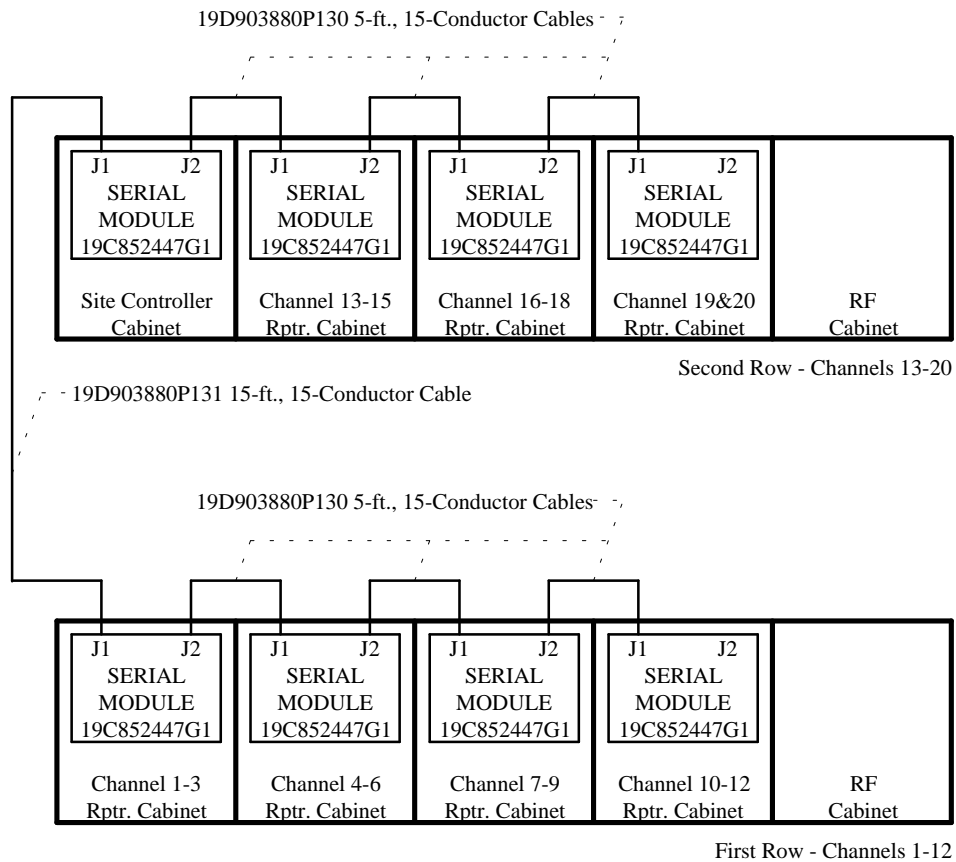 19D903880P130 5-ft., 15-Conductor Cables
J1 J2 J1 J2 J1 J2 J1 J2
SERIAL SERIAL SERIAL SERIAL
MODULE MODULE MODULE MODULE
19C852447G1 19C852447G1 19C852447G1 19C852447G1
Site Controller Channel 13-15 Channel 16-18 Channel 19&20 RF
Cabinet Rptr. Cabinet Rptr. Cabinet Rptr. Cabinet Cabinet
Second Row - Channels 13-20
19D903880P131 15-ft., 15-Conductor Cable
19D903880P130 5-ft., 15-Conductor Cables
J1 J2 J1 J2 J1 J2 J1 J2
SERIAL SERIAL SERIAL SERIAL
MODULE MODULE MODULE MODULE
19C852447G1 19C852447G1 19C852447G1 19C852447G1
Channel 1-3 Channel 4-6 Channel 7-9 Channel 10-12 RF
Rptr. Cabinet Rptr. Cabinet Rptr. Cabinet Rptr. Cabinet Cabinet
First Row - Channels 1-12